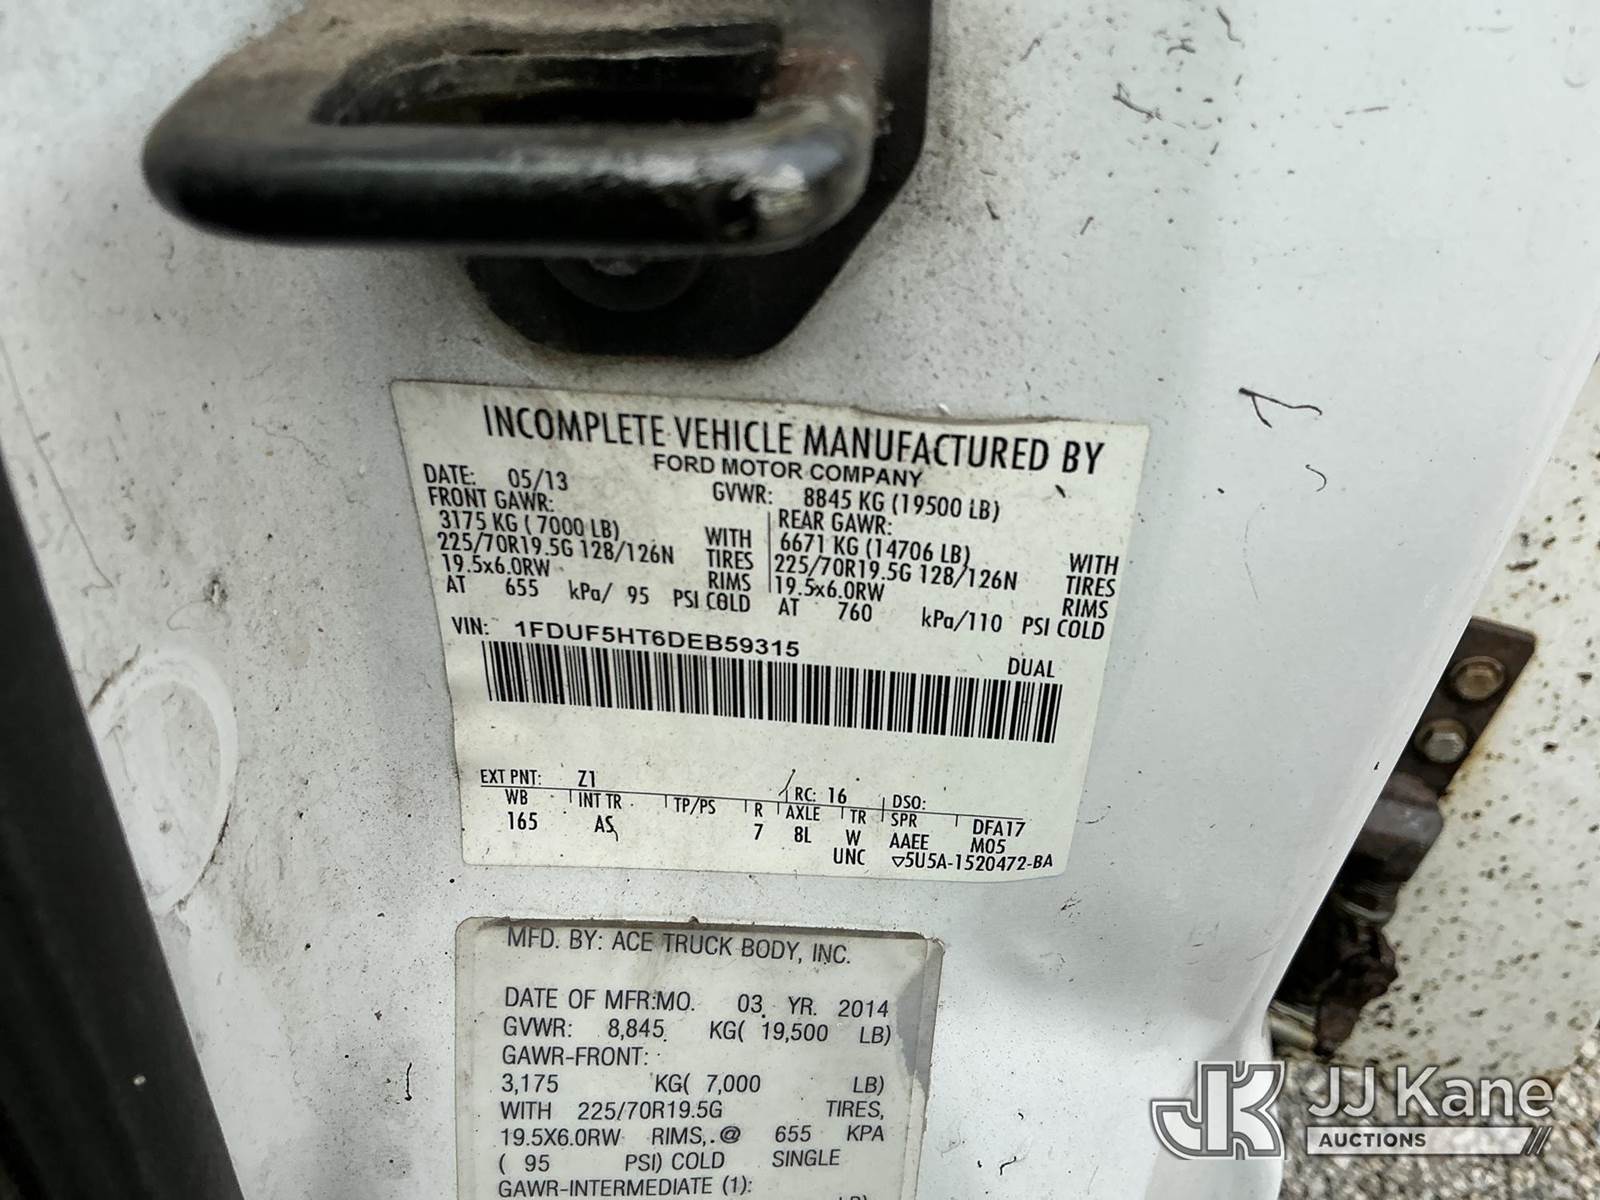 INCOMPLETE VEHICLE MANUFACTURED BY
FORD MOTOR COMPANY
DATE: 05/13 GVWR: 8845 KG (19500 LB)
FRONT GAWR: REAR GAWR:
3175 KG ( 7000 LB) WITH 6671 KG (14706 LB) WITH
225/70R19.5G 128/126N TIRES 225/70R19.5G 128/126N TIRES
19.5x6.0RW RIMS 19.5x6.0RW RIMS
AT 655 kPa/ 95 PSI COLD AT 760 kPa/110 PSI COLD
VIN: 1FDUF5HT6DEB59315
DUAL
EXT PNT: Z1 RC: 16 DSO:
WB INT TR TP/PS R AXLE TR SPR DFA17
165 AS 7 8L W AAEE M05
UNC ▽5U5A-1520472-BA
MFD. BY: ACE TRUCK BODY, INC.
DATE OF MFR:MO. 03 YR. 2014
GVWR: 8,845 KG( 19,500 LB)
GAWR-FRONT:
3,175 KG( 7,000 LB)
WITH 225/70R19.5G TIRES,
19.5X6.0RW RIMS, @ 655 KPA
( 95 PSI) COLD SINGLE
GAWR-INTERMEDIATE (1):
JJ Kane
AUCTIONS